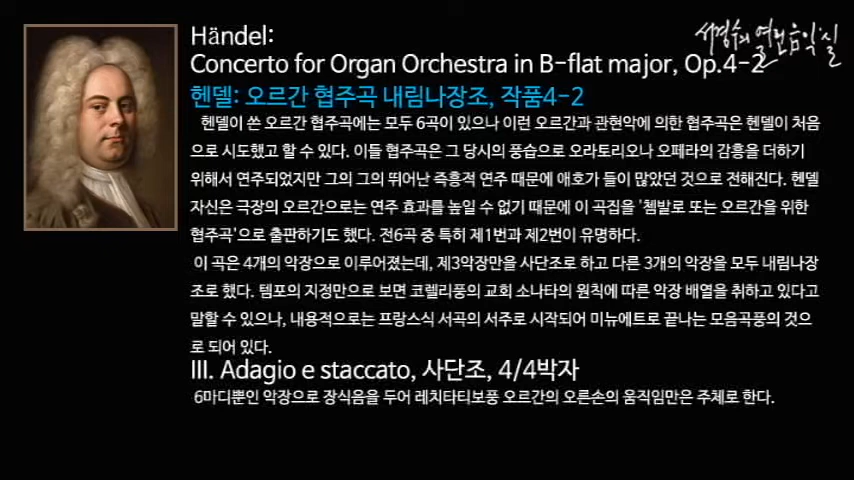 Händel:
Concerto for Organ Orchestra in B-flat major, Op.4-2
서경수의 열린음악실
헨델: 오르간 협주곡 내림나장조, 작품4-2
헨델이 쓴 오르간 협주곡에는 모두 6곡이 있으나 이런 오르간과 관현악에 의한 협주곡은 헨델이 처음
으로 시도했고 할 수 있다. 이들 협주곡은 그 당시의 풍습으로 오라토리오나 오페라의 감흥을 더하기
위해서 연주되었지만 그의 그의 뛰어난 즉흥적 연주 때문에 애호가 들이 많았던 것으로 전해진다. 헨델
자신은 극장의 오르간으로는 연주 효과를 높일 수 없기 때문에 이 곡집을 '쳄발로 또는 오르간을 위한
협주곡'으로 출판하기도 했다. 전6곡 중 특히 제1번과 제2번이 유명하다.
이 곡은 4개의 악장으로 이루어졌는데, 제3악장만을 사단조로 하고 다른 3개의 악장을 모두 내림나장
조로 했다. 템포의 지정만으로 보면 코렐리풍의 교회 소나타의 원칙에 따른 악장 배열을 취하고 있다고
말할 수 있으나, 내용적으로는 프랑스식 서곡의 서주로 시작되어 미뉴에트로 끝나는 모음곡풍의 것으
로 되어 있다.
III. Adagio e staccato, 사단조, 4/4박자
6마디뿐인 악장으로 장식음을 두어 레치타티보풍 오르간의 오른손의 움직임만은 주체로 한다.